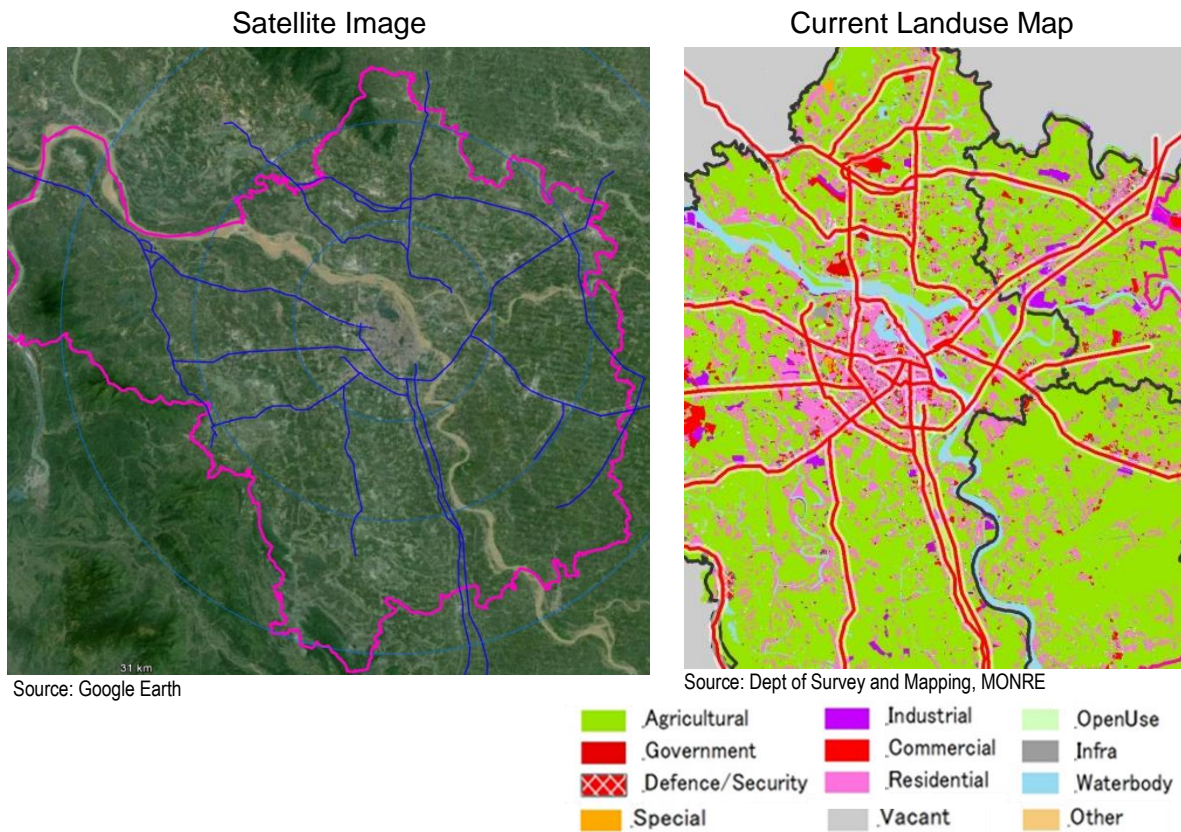 Satellite Image
Current Landuse Map
31 km
Source: Google Earth
Source: Dept of Survey and Mapping, MONRE
Agricultural
Industrial
OpenUse
Government
Commercial
Infra
Defence/Security
Residential
Waterbody
Special
Vacant
Other